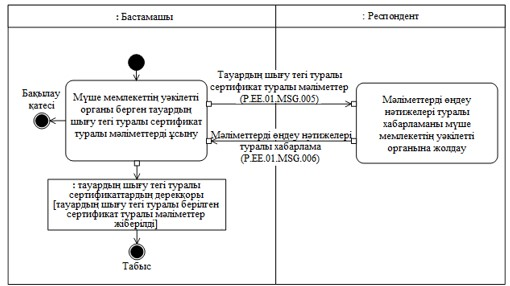 : Бастамашы
: Респондент
Бақылау
қатесі
Мүше мемлекеттің уәкілетті
органы берген тауардың
шығу тегі туралы сертификат
туралы мәліметтерді ұсыну
Тауардың шығу тегі туралы
сертификат туралы мәліметтер
(P.EE.01.MSG.005)
Мәліметтерді өңдеу нәтижелері
туралы хабарлама
(P.EE.01.MSG.006)
Мәліметтерді өңдеу
нәтижелері туралы
хабарламаны мүше
мемлекеттің уәкілетті
органына жолдау
: тауардың шығу тегі туралы
сертификаттардың дерекқоры
[тауардың шығу тегі туралы берілген
сертификат туралы мәліметтер
жіберілді]
Табыс